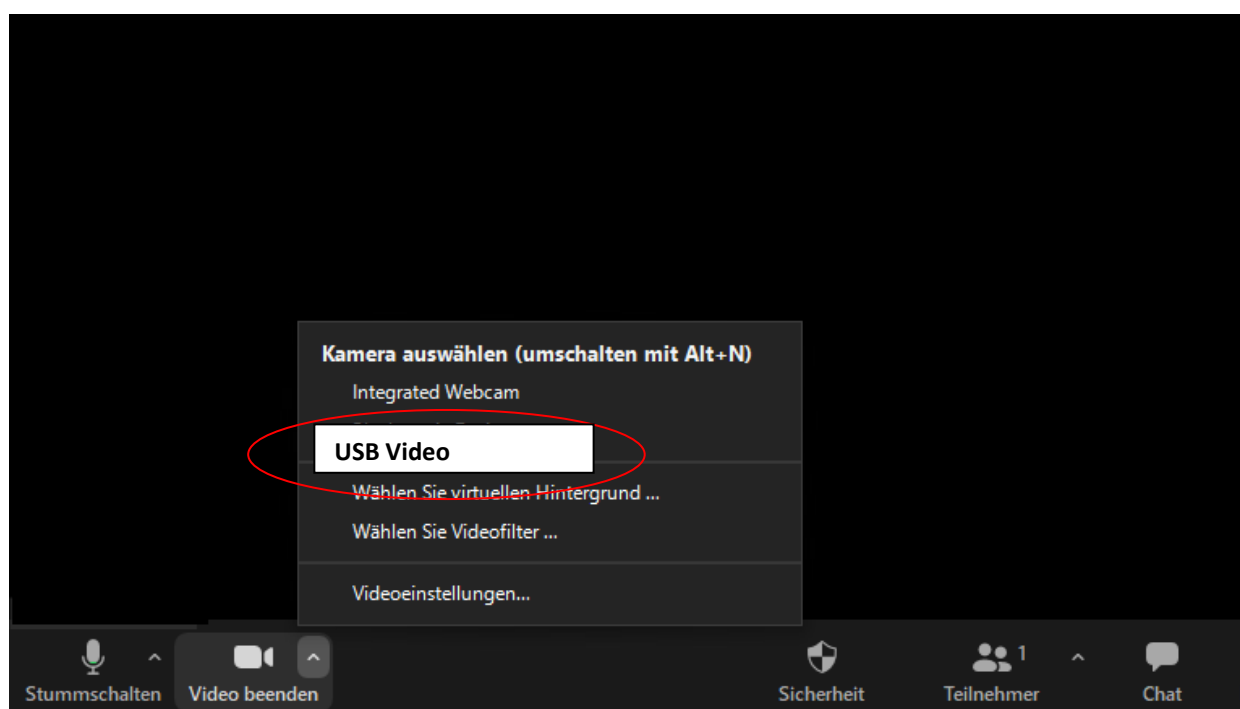 Kamera auswählen (umschalten mit Alt+N)
Integrated Webcam
USB Video
Wählen Sie virtuellen Hintergrund ...
Wählen Sie Videofilter ...
Videoeinstellungen...
Stummschalten
Video beenden
Sicherheit
1
Teilnehmer
Chat